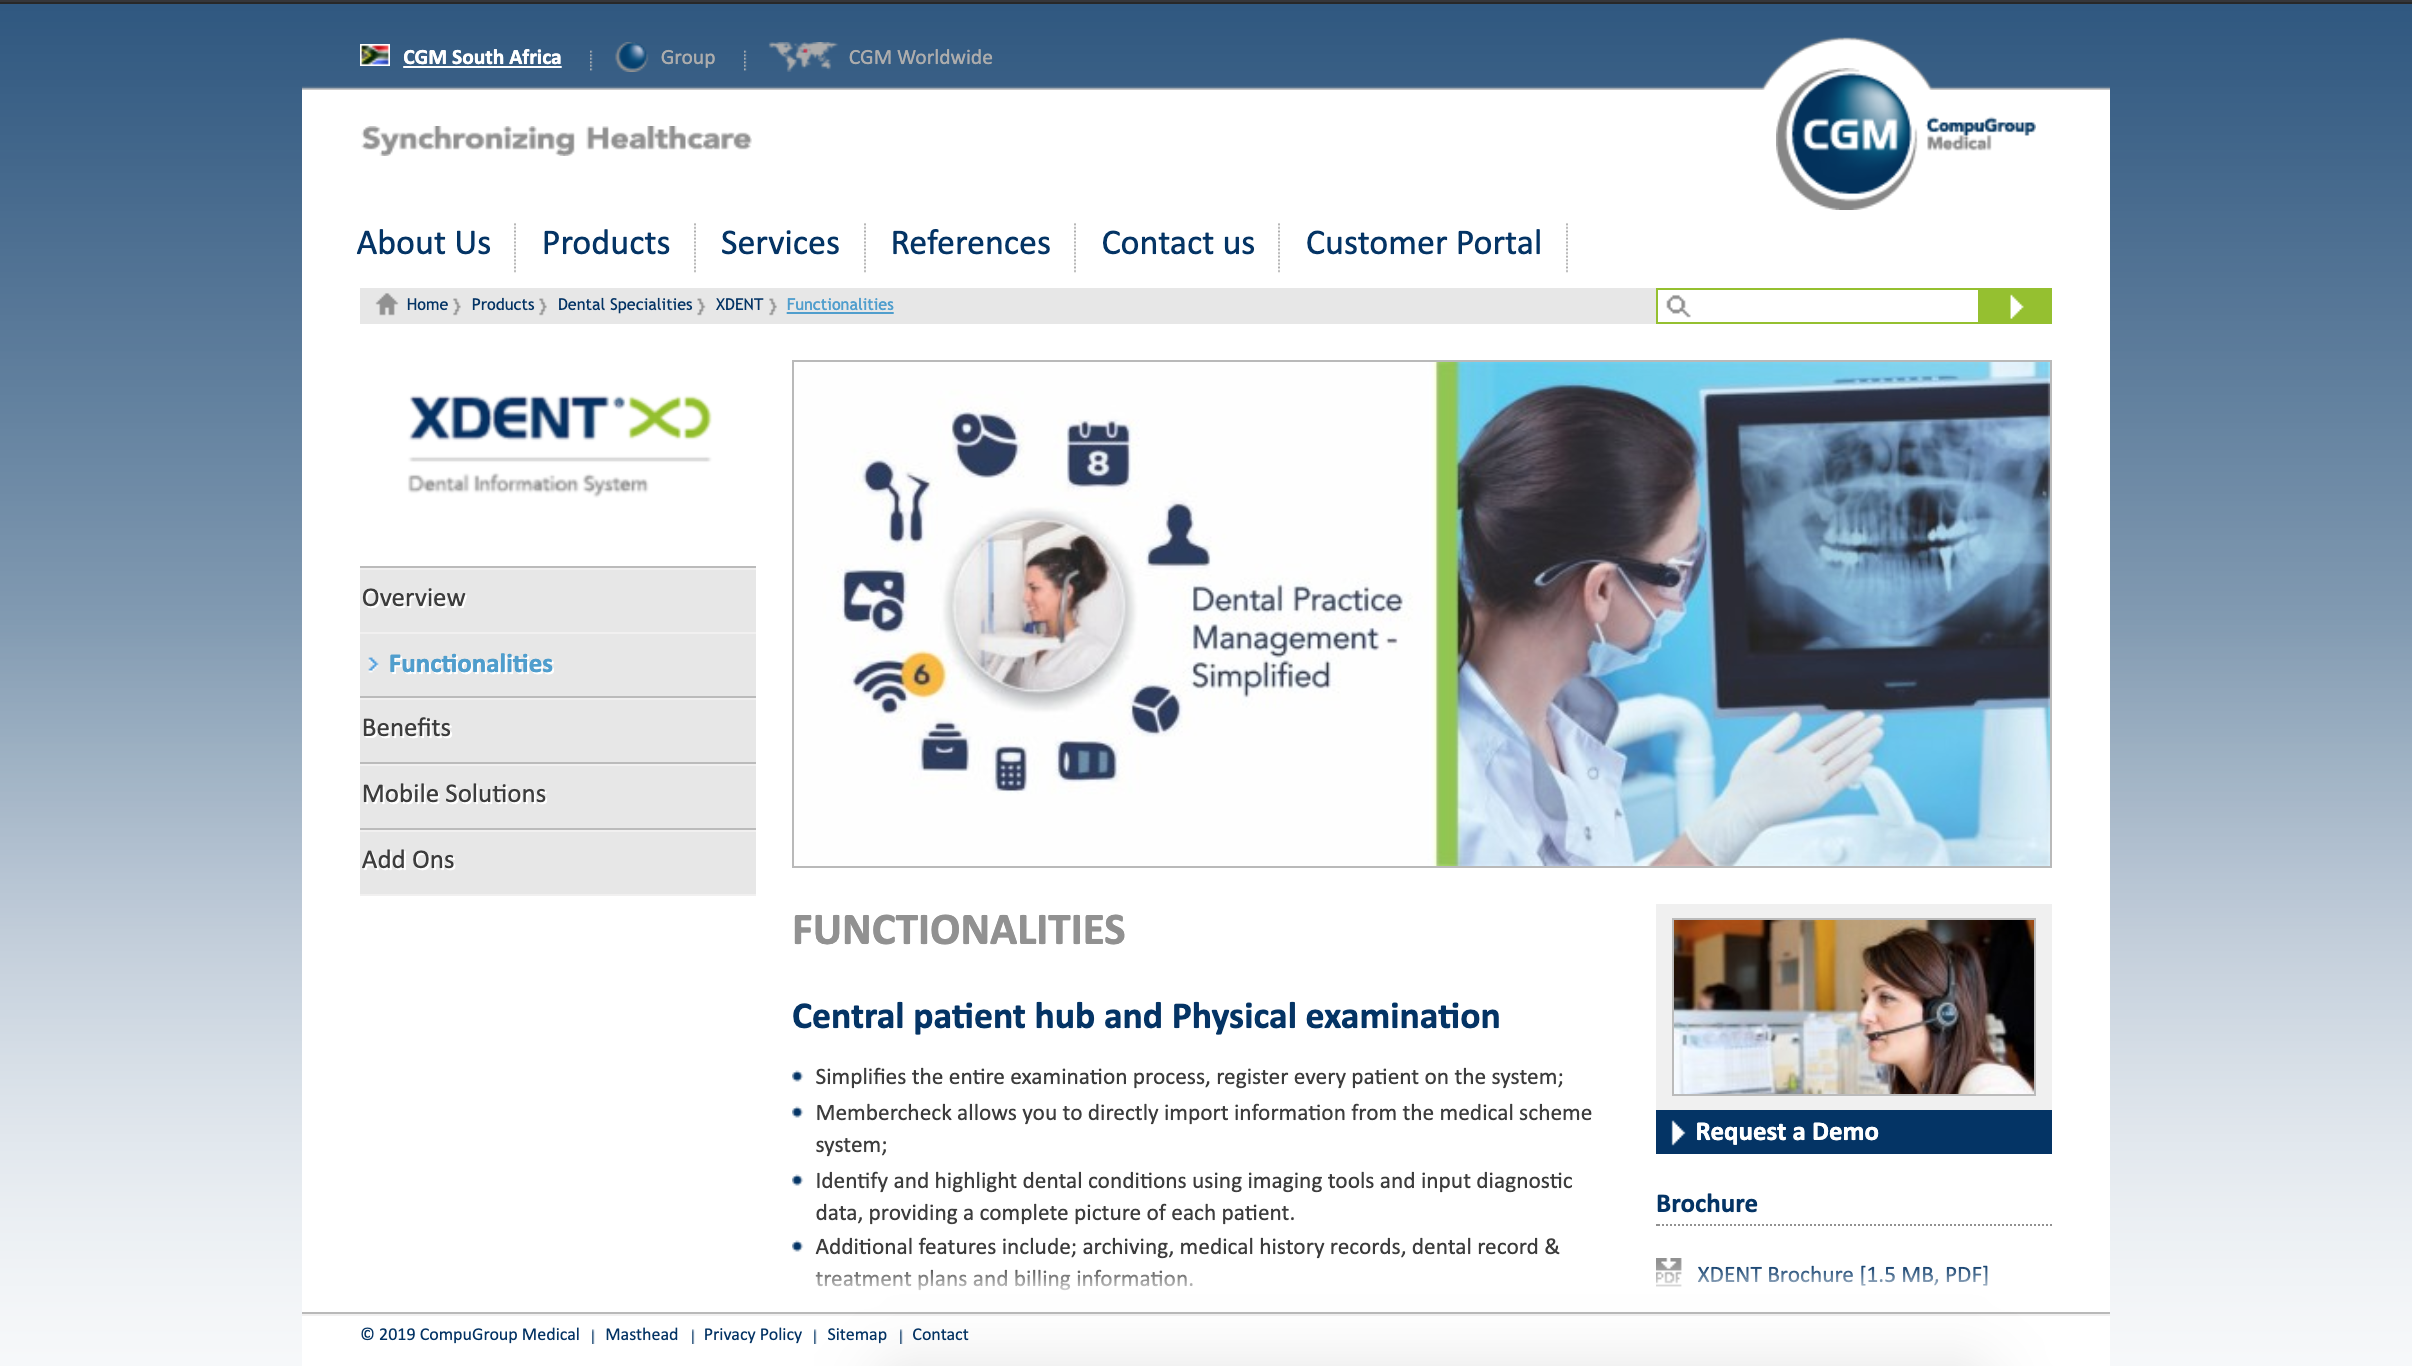 CGM South Africa | Group | CGM Worldwide
Synchronizing Healthcare
CGM
CompuGroup
Medical
About Us
Products
Services
References
Contact us
Customer Portal
Home
Products
Dental Specialities
XDENT
Functionalities
XDENT®
Dental Information System
Overview
Functionalities
Benefits
Mobile Solutions
Add Ons
8
6
Dental Practice
Management -
Simplified
FUNCTIONALITIES
Central patient hub and Physical examination
Simplifies the entire examination process, register every patient on the system;
Membercheck allows you to directly import information from the medical scheme
system;
Identify and highlight dental conditions using imaging tools and input diagnostic
data, providing a complete picture of each patient.
Additional features include; archiving, medical history records, dental record &
treatment plans and billing information.
Request a Demo
Brochure
PDF
XDENT Brochure [1.5 MB, PDF]
© 2019 CompuGroup Medical | Masthead | Privacy Policy | Sitemap | Contact